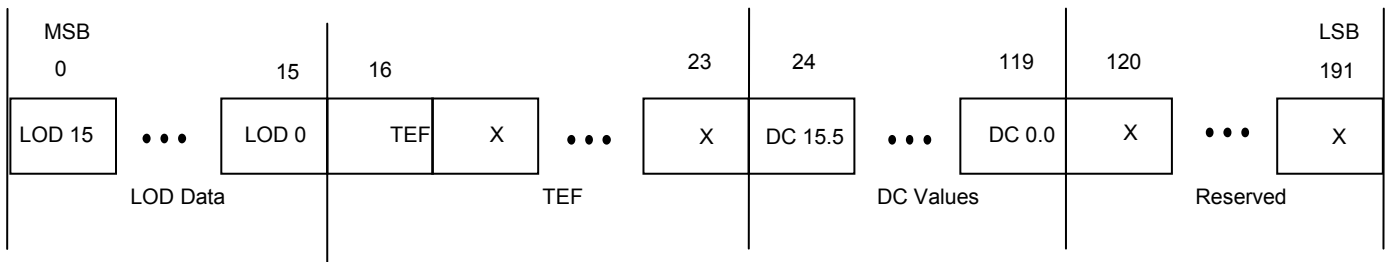 MSB LSB
0 15 16 23 24 119 120 191
LOD 15 ••• LOD 0 TEF X ••• X DC 15.5 ••• DC 0.0 X ••• X
LOD Data TEF DC Values Reserved